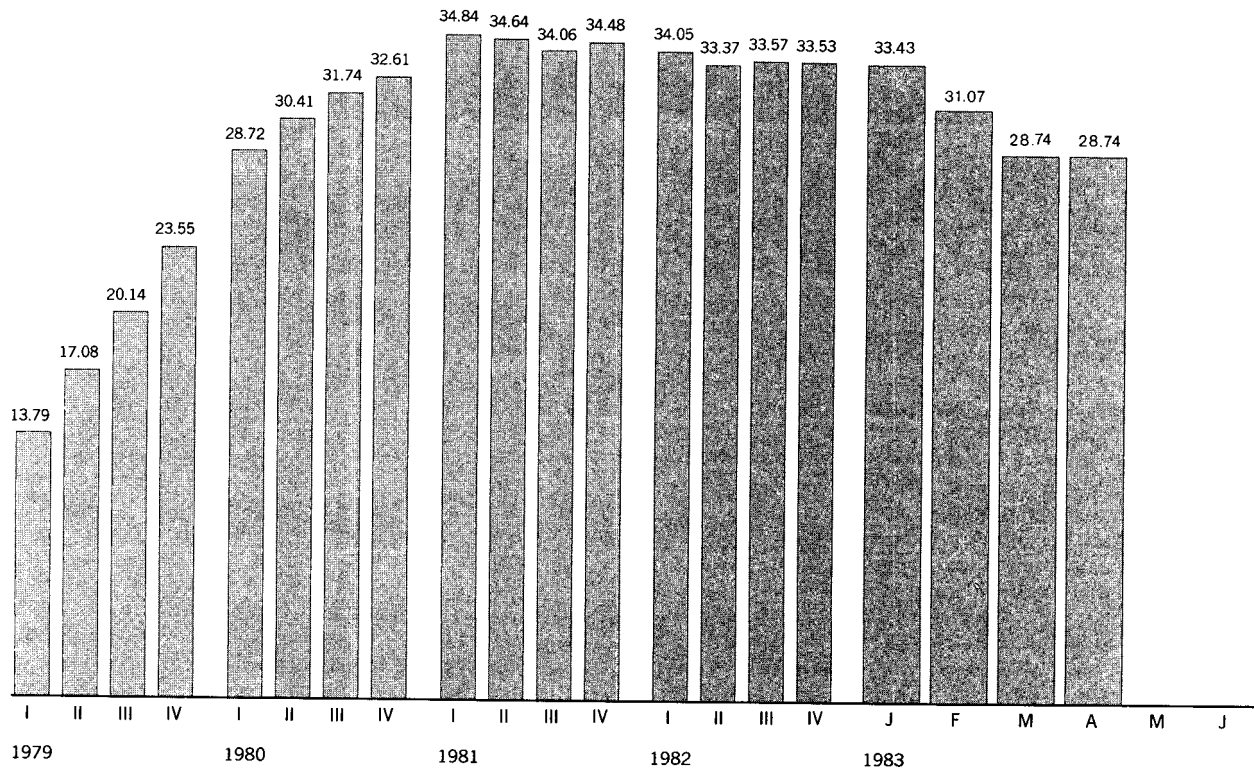 13.79 17.08 20.14 23.55 28.72 30.41 31.74 32.61 34.84 34.64 34.06 34.48 34.05 33.37 33.57 33.53 33.43 31.07 28.74 28.74
I II III IV I II III IV I II III IV I II III IV J F M A M J
1979 1980 1981 1982 1983